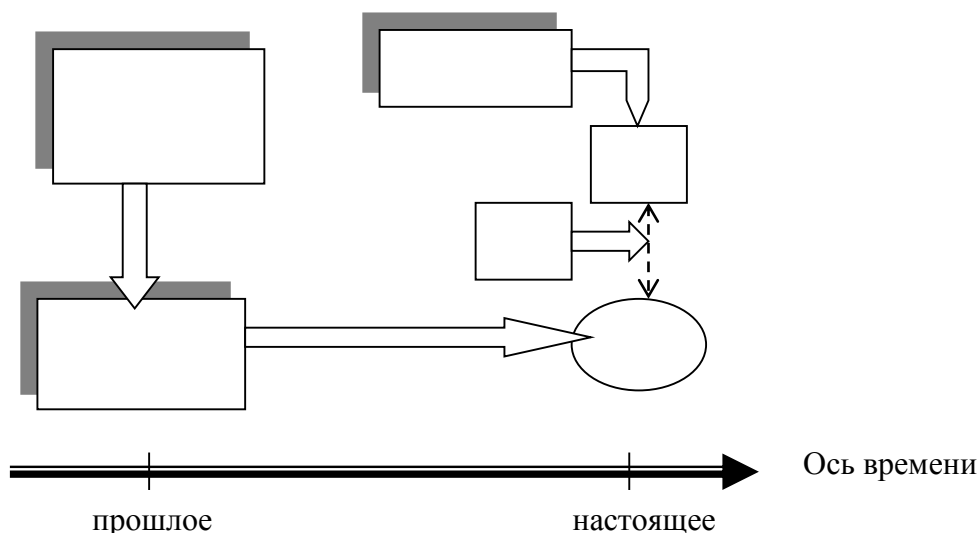 Ось времени
прошлое
настоящее